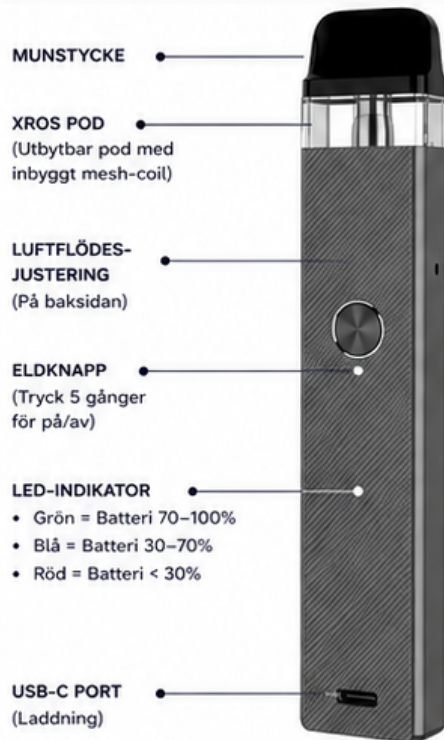 MUNSTYCKE
XROS POD
(Utbytbar pod med
inbyggt mesh-coil)
LUFTFLÖDES-
JUSTERING
(På baksidan)
ELDKNAPP
(Tryck 5 gånger
för på/av)
LED-INDIKATOR
• Grön = Batteri 70–100%
• Blå = Batteri 30–70%
• Röd = Batteri < 30%
USB-C PORT
(Laddning)